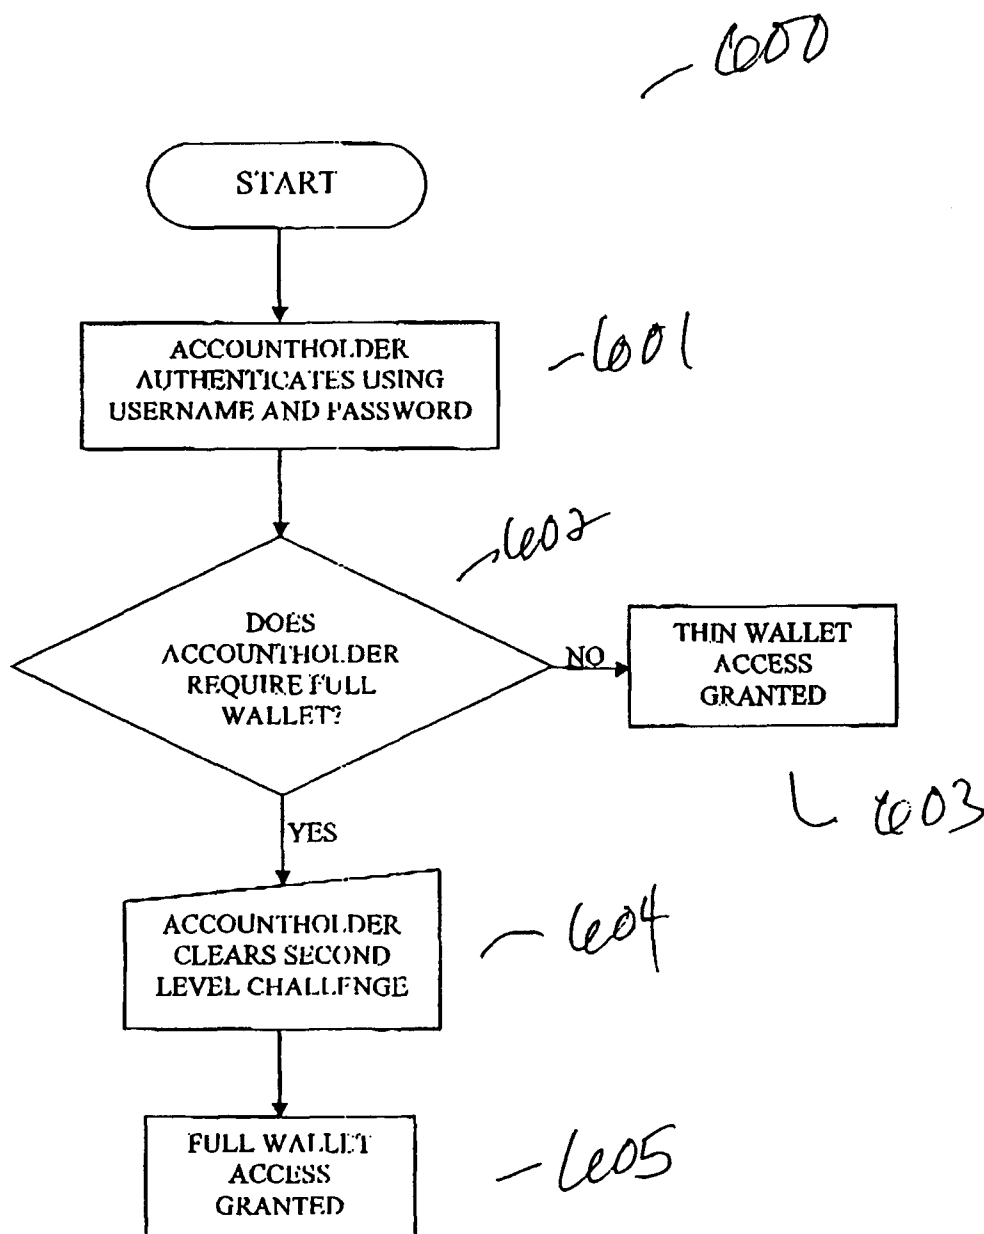 600
START
ACCOUNTHOLDER
AUTHENTICATES USING
USERNAME AND PASSWORD
601
602
DOES
ACCOUNTHOLDER
REQUIRE FULL
WALLET?
NO
THIN WALLET
ACCESS
GRANTED
603
YES
ACCOUNTHOLDER
CLEARS SECOND
LEVEL CHALLENGE
604
FULL WALLET
ACCESS
GRANTED
605